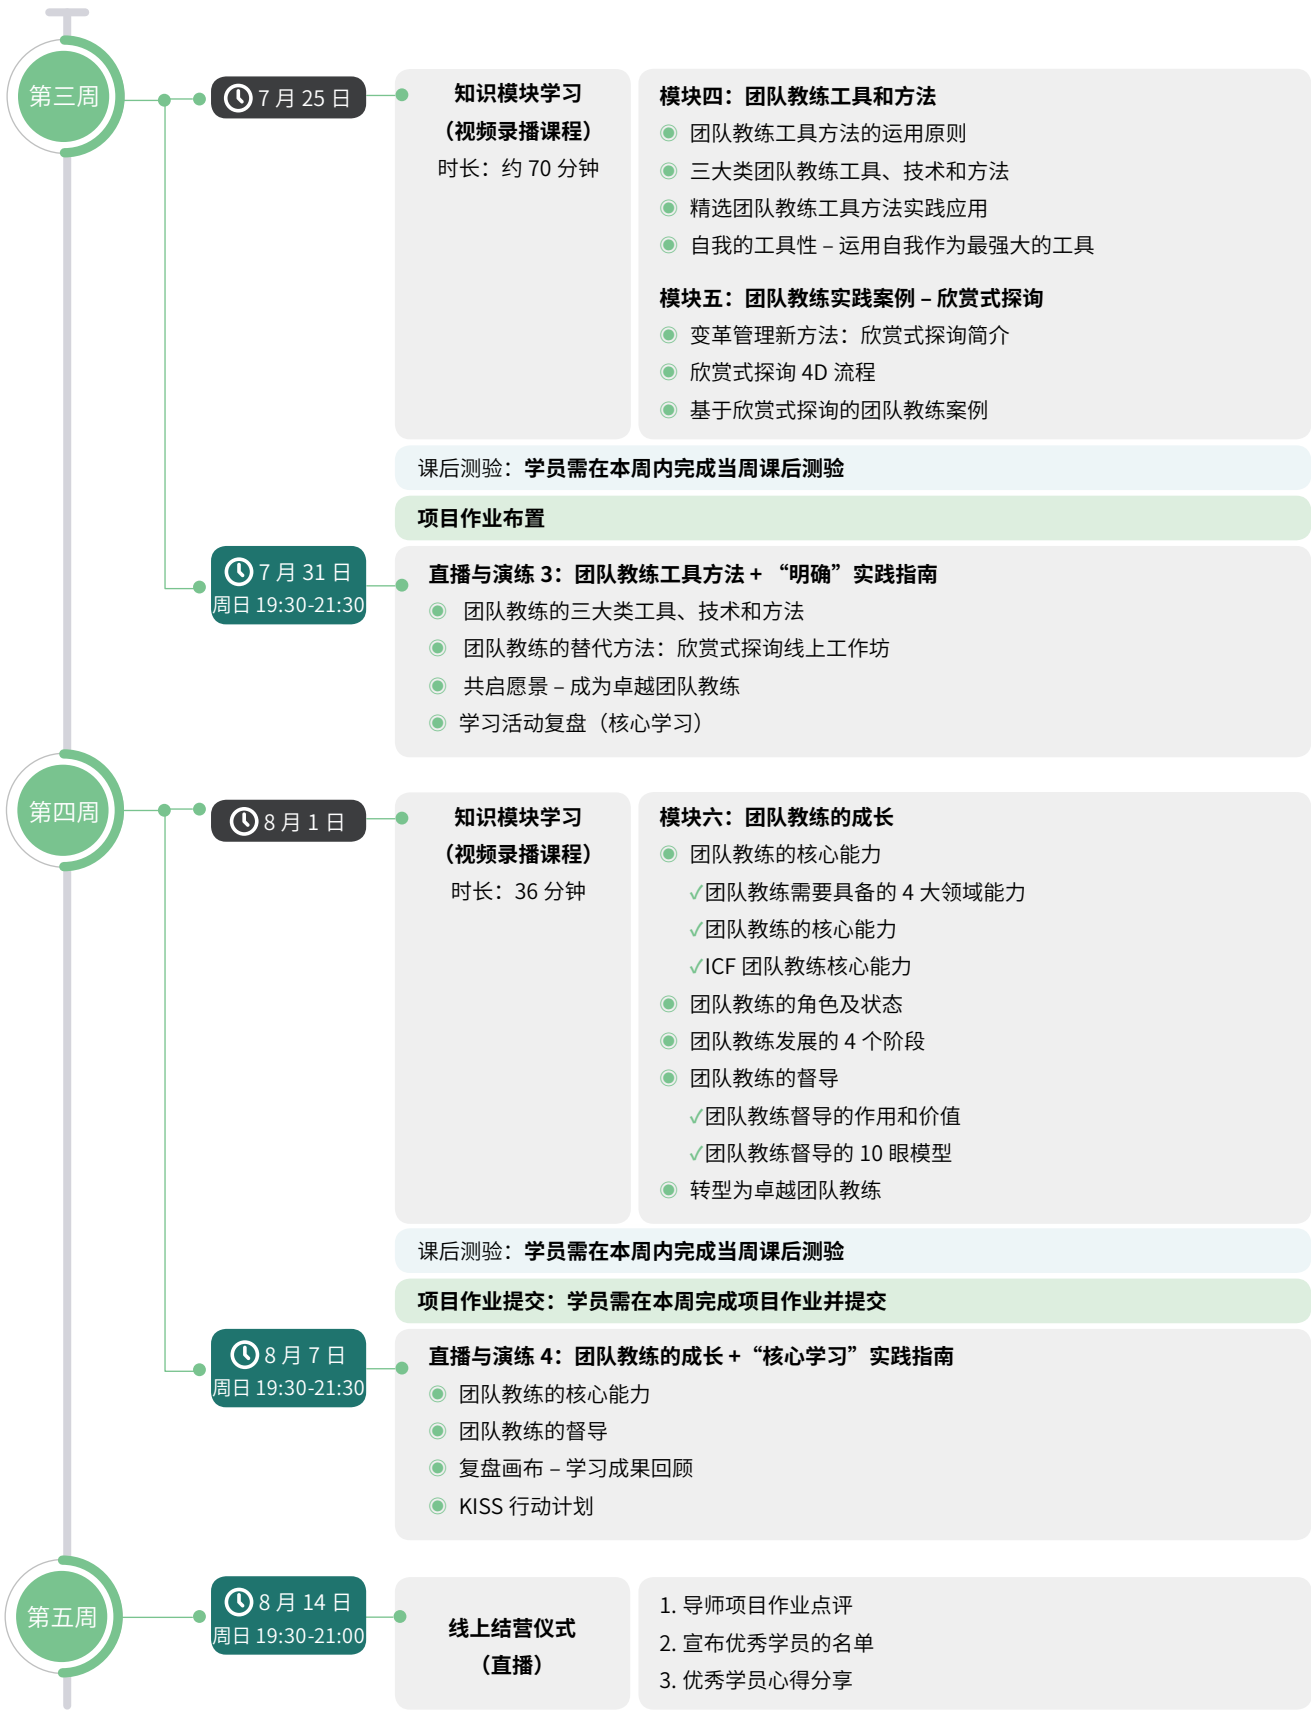 第三周
7 月 25 日
知识模块学习
（视频录播课程）
时长：约 70 分钟
模块四：团队教练工具和方法
团队教练工具方法的运用原则
三大类团队教练工具、技术和方法
精选团队教练工具方法实践应用
自我的工具性 – 运用自我作为最强大的工具
模块五：团队教练实践案例 – 欣赏式探询
变革管理新方法：欣赏式探询简介
欣赏式探询 4D 流程
基于欣赏式探询的团队教练案例
课后测验：学员需在本周内完成当周课后测验
项目作业布置
7 月 31 日
周日 19:30-21:30
直播与演练 3：团队教练工具方法 + “明确”实践指南
团队教练的三大类工具、技术和方法
团队教练的替代方法：欣赏式探询线上工作坊
共启愿景 – 成为卓越团队教练
学习活动复盘（核心学习）
第四周
8 月 1 日
知识模块学习
（视频录播课程）
时长：36 分钟
模块六：团队教练的成长
团队教练的核心能力
✓团队教练需要具备的 4 大领域能力
✓团队教练的核心能力
✓ICF 团队教练核心能力
团队教练的角色及状态
团队教练发展的 4 个阶段
团队教练的督导
✓团队教练督导的作用和价值
✓团队教练督导的 10 眼模型
转型为卓越团队教练
课后测验：学员需在本周内完成当周课后测验
项目作业提交：学员需在本周完成项目作业并提交
8 月 7 日
周日 19:30-21:30
直播与演练 4：团队教练的成长 +“核心学习”实践指南
团队教练的核心能力
团队教练的督导
复盘画布 – 学习成果回顾
KISS 行动计划
第五周
8 月 14 日
周日 19:30-21:00
线上结营仪式
（直播）
1. 导师项目作业点评
2. 宣布优秀学员的名单
3. 优秀学员心得分享